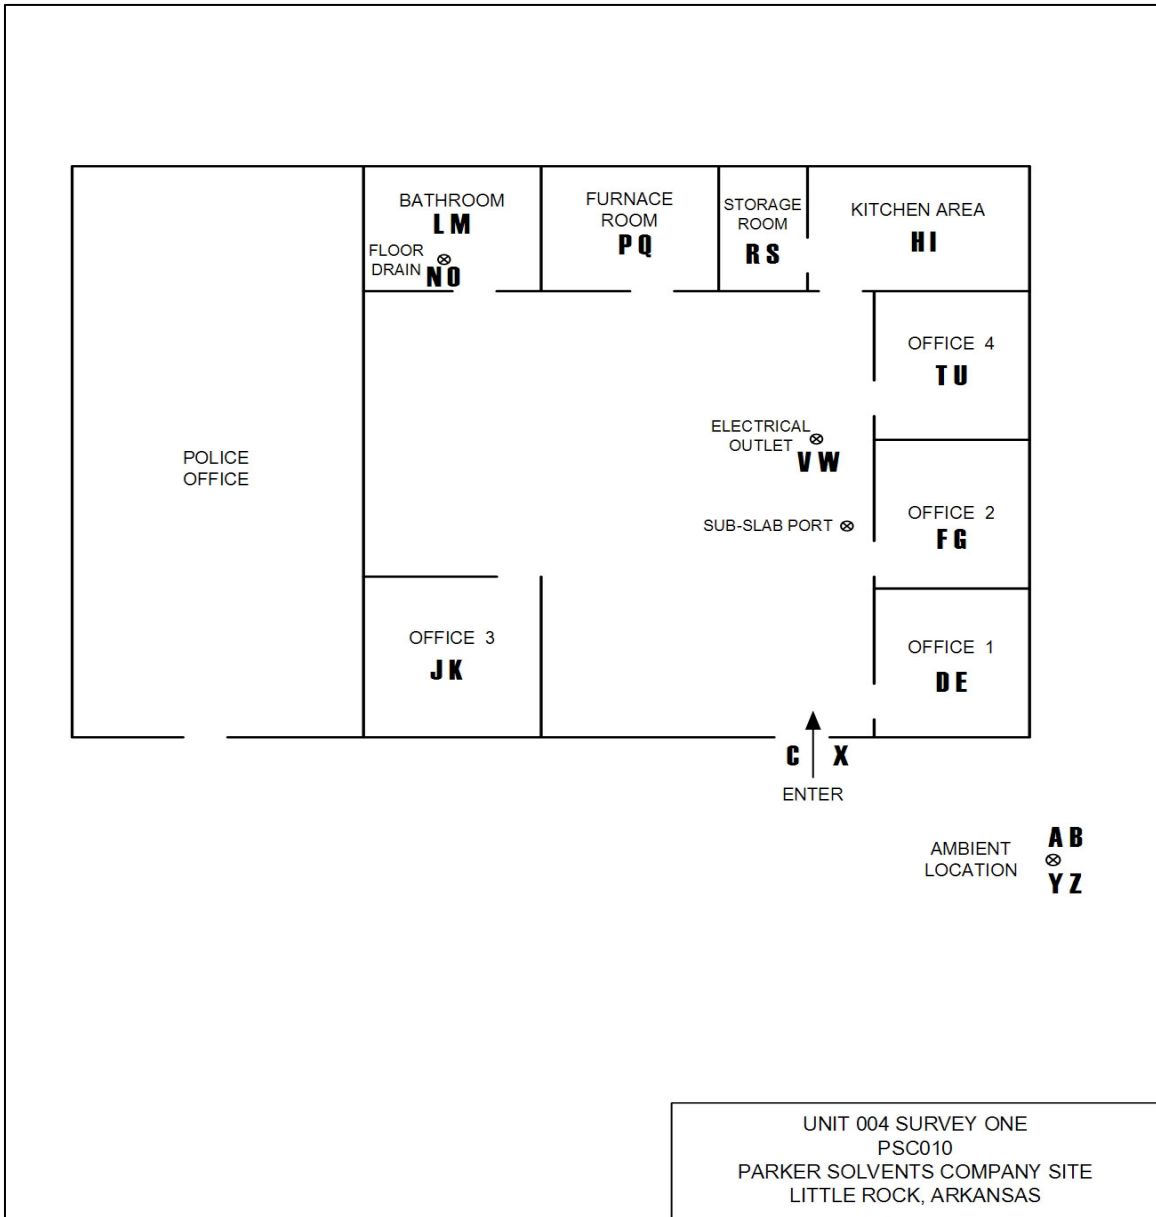 BATHROOM
L M
FLOOR
DRAIN
N O
FURNACE
ROOM
P Q
STORAGE
ROOM
R S
KITCHEN AREA
H I
OFFICE 4
T U
ELECTRICAL
OUTLET
V W
POLICE
OFFICE
SUB-SLAB PORT
OFFICE 2
F G
OFFICE 3
J K
OFFICE 1
D E
C X
ENTER
AMBIENT
LOCATION
A B
Y Z
UNIT 004 SURVEY ONE
PSC010
PARKER SOLVENTS COMPANY SITE
LITTLE ROCK, ARKANSAS